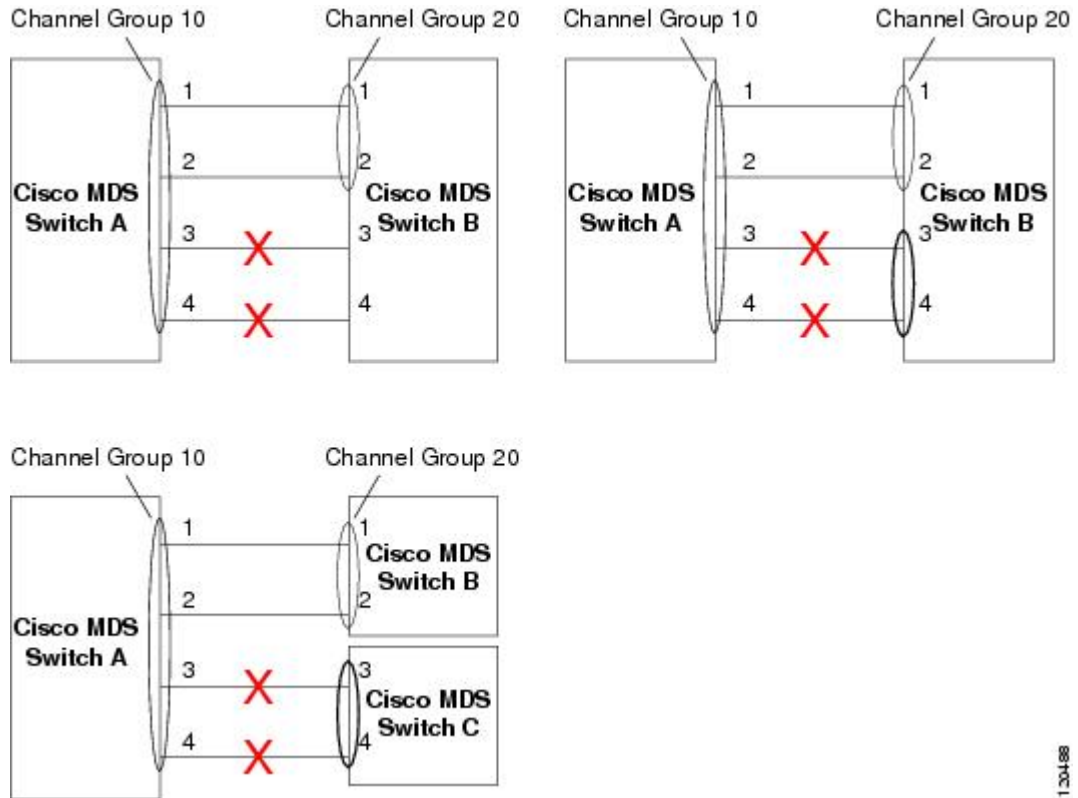 Channel Group 10
Channel Group 20
1
1
2
2
Cisco MDS
Switch A
Cisco MDS
Switch B
3
3
4
4
Channel Group 10
Channel Group 20
1
1
2
2
Cisco MDS
Switch A
Cisco MDS
Switch B
3
3
4
4
Channel Group 10
Channel Group 20
1
1
Cisco MDS
Switch B
2
2
Cisco MDS
Switch A
3
3
Cisco MDS
Switch C
4
4
120488